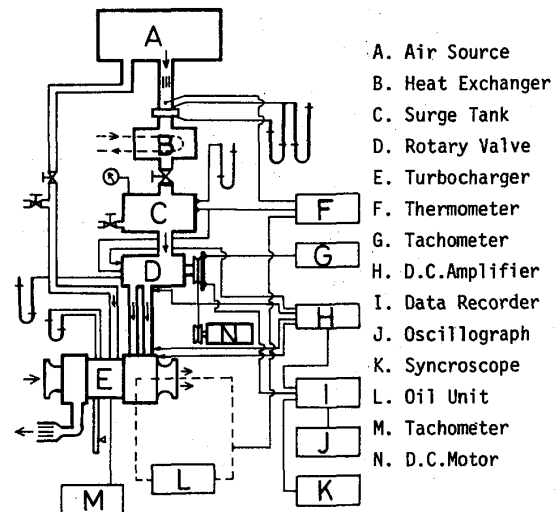 A
B
C
D
E
F
G
H
I
J
K
L
M
N
A. Air Source
B. Heat Exchanger
C. Surge Tank
D. Rotary Valve
E. Turbocharger
F. Thermometer
G. Tachometer
H. D.C.Amplifier
I. Data Recorder
J. Oscillograph
K. Syncroscope
L. Oil Unit
M. Tachometer
N. D.C.Motor